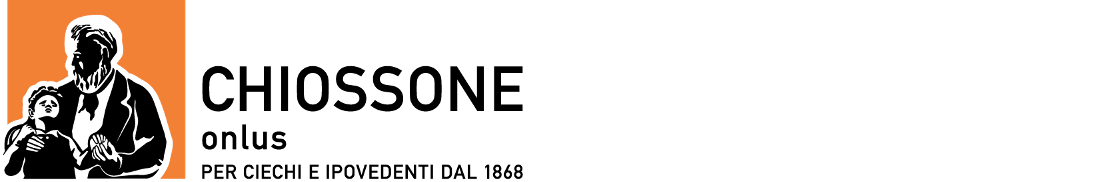 CHIOSSONE
onlus
PER CIECHI E IPOVEDENTI DAL 1868